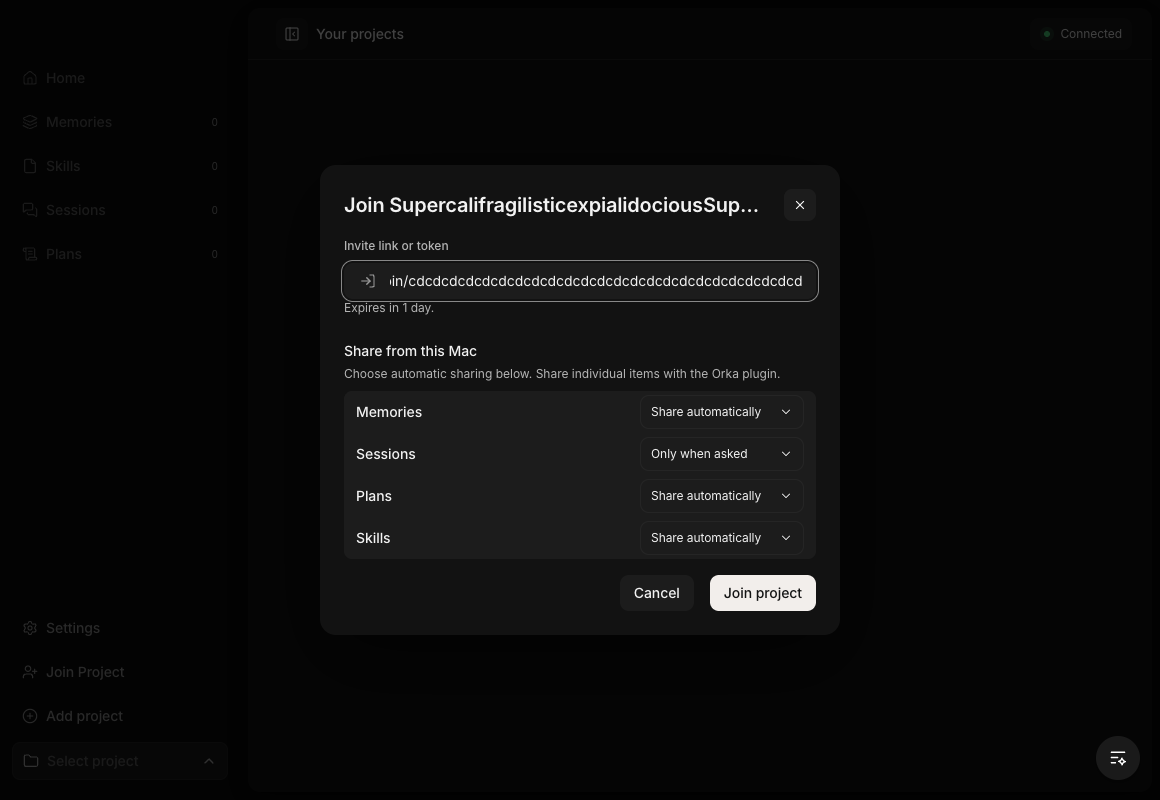 Your projects
Connected
Home
Memories 0
Skills 0
Sessions 0
Plans 0
Join SupercalifragilisticexpialidociousSup...
Invite link or token
in/cdcdcdcdcdcdcdcdcdcdcdcdcdcdcdcdcdcdcdcdcdcdcdcd
Expires in 1 day.
Share from this Mac
Choose automatic sharing below. Share individual items with the Orka plugin.
Memories Share automatically
Sessions Only when asked
Plans Share automatically
Skills Share automatically
Cancel Join project
Settings
Join Project
Add project
Select project